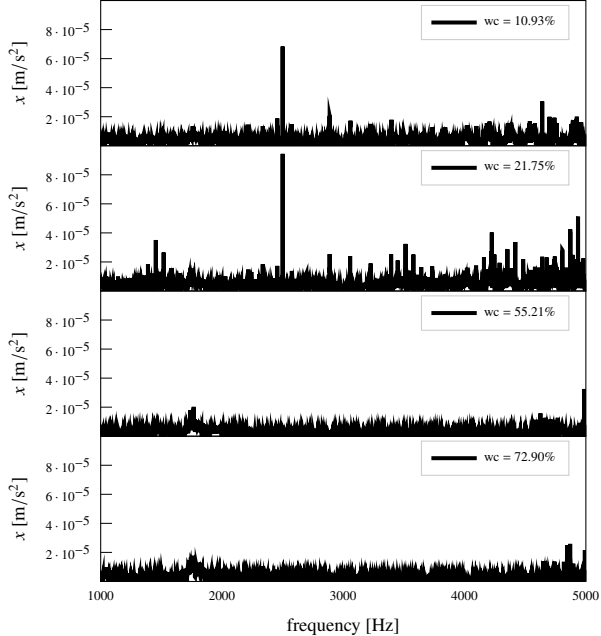 wc = 10.93%
8 · 10⁻⁵
6 · 10⁻⁵
4 · 10⁻⁵
2 · 10⁻⁵
x [m/s²]
wc = 21.75%
8 · 10⁻⁵
6 · 10⁻⁵
4 · 10⁻⁵
2 · 10⁻⁵
x [m/s²]
wc = 55.21%
8 · 10⁻⁵
6 · 10⁻⁵
4 · 10⁻⁵
2 · 10⁻⁵
x [m/s²]
wc = 72.90%
8 · 10⁻⁵
6 · 10⁻⁵
4 · 10⁻⁵
2 · 10⁻⁵
x [m/s²]
1000 2000 3000 4000 5000
frequency [Hz]